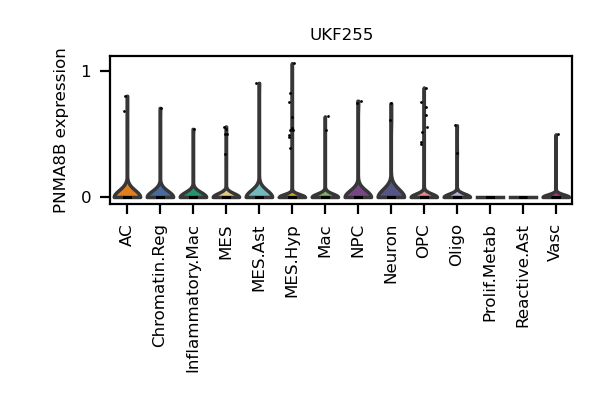 UKF255
PNMA8B expression
1
0
AC
Chromatin.Reg
Inflammatory.Mac
MES
MES.Ast
MES.Hyp
Mac
NPC
Neuron
OPC
Oligo
Prolif.Metab
Reactive.Ast
Vasc